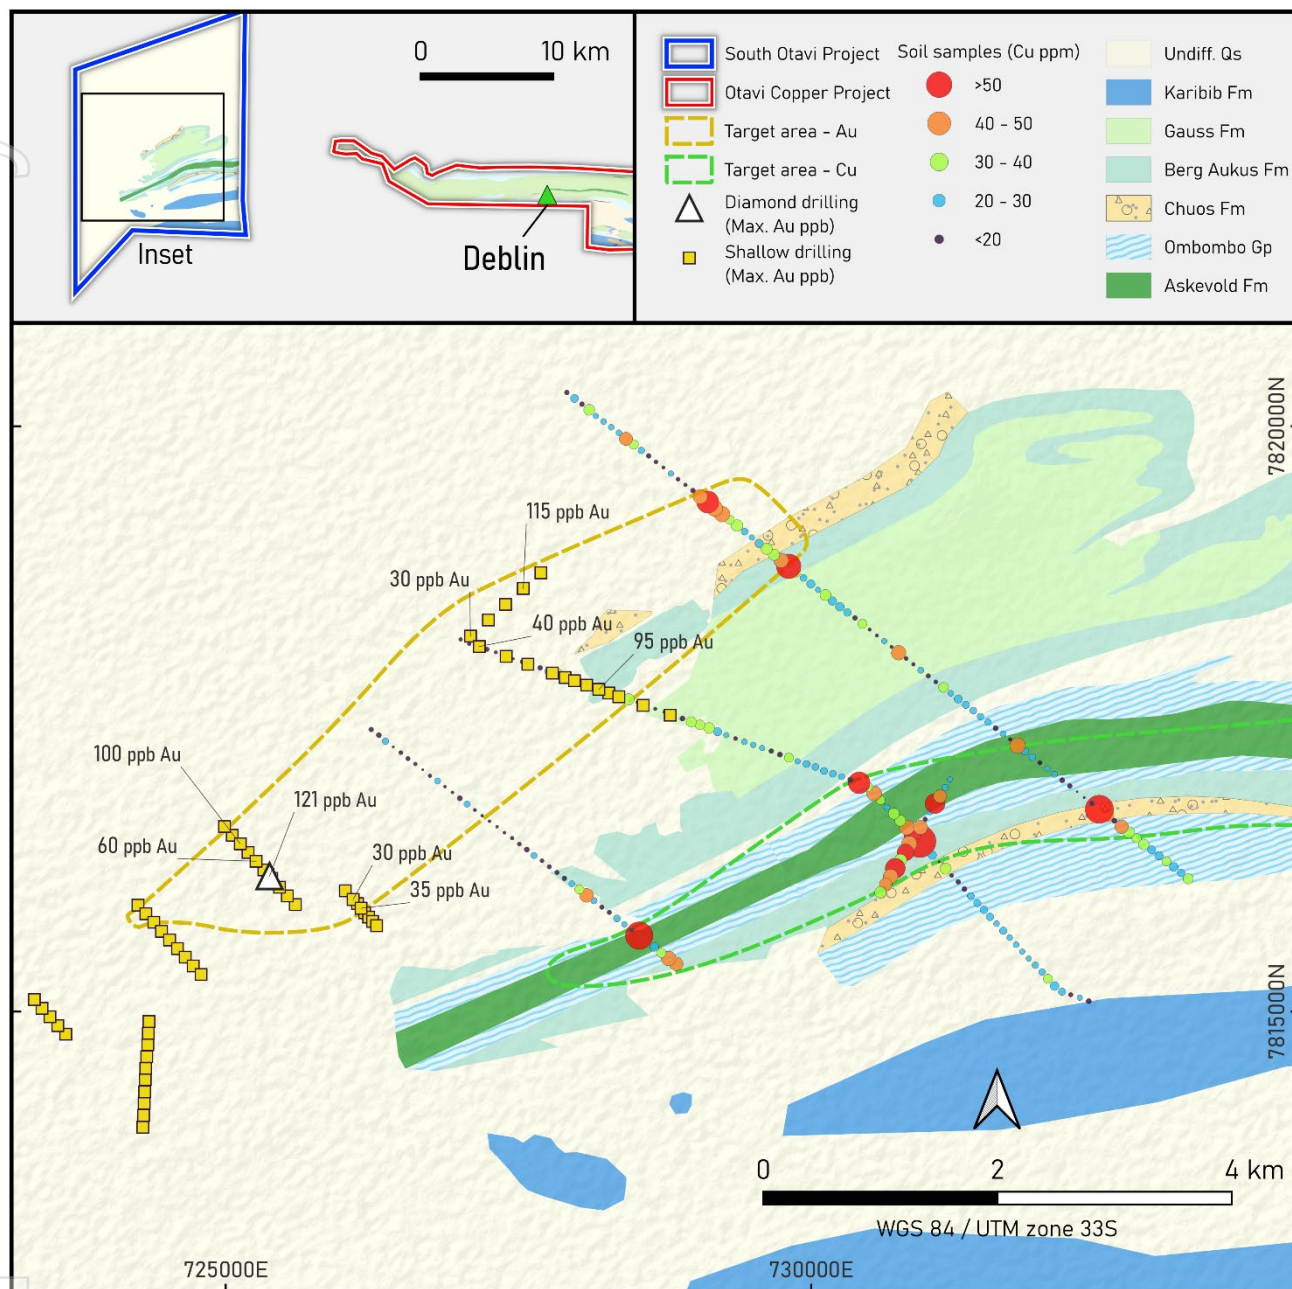 0 10 km
Inset
Deblin
South Otavi Project
Otavi Copper Project
Target area - Au
Target area - Cu
Diamond drilling
(Max. Au ppb)
Shallow drilling
(Max. Au ppb)
Soil samples (Cu ppm)
>50
40 - 50
30 - 40
20 - 30
<20
Undiff. Qs
Karibib Fm
Gauss Fm
Berg Aukus Fm
Chuos Fm
Ombombo Gp
Askevold Fm
7820000N
115 ppb Au
30 ppb Au
40 ppb Au
95 ppb Au
100 ppb Au
121 ppb Au
60 ppb Au
30 ppb Au
35 ppb Au
7815000N
0 2 4 km
WGS 84 / UTM zone 33S
725000E
730000E